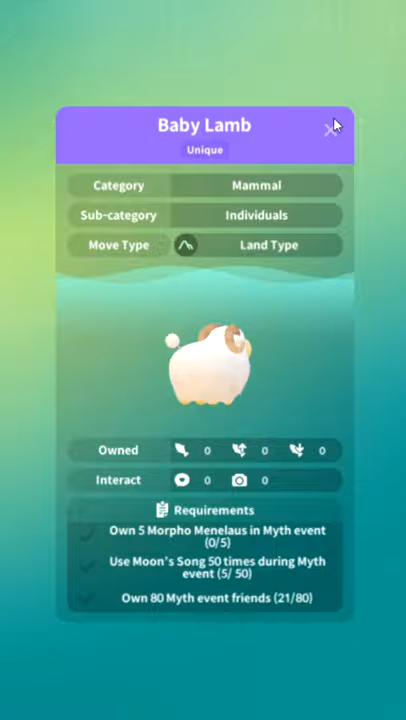 Baby Lamb
Unique
Category Mammal
Sub-category Individuals
Move Type Land Type
Owned 0 0 0
Interact 0 0
Requirements
Own 5 Morpho Menelaus in Myth event
(0/5)
Use Moon's Song 50 times during Myth
event (5/ 50)
Own 80 Myth event friends (21/80)